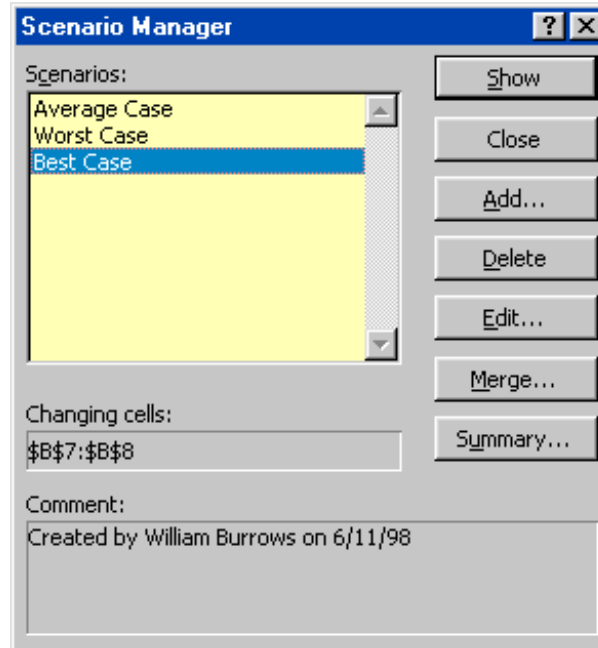 Scenario Manager
Scenarios:
Average Case
Worst Case
Best Case
Show
Close
Add...
Delete
Edit...
Merge...
Summary...
Changing cells:
$B$7:$B$8
Comment:
Created by William Burrows on 6/11/98